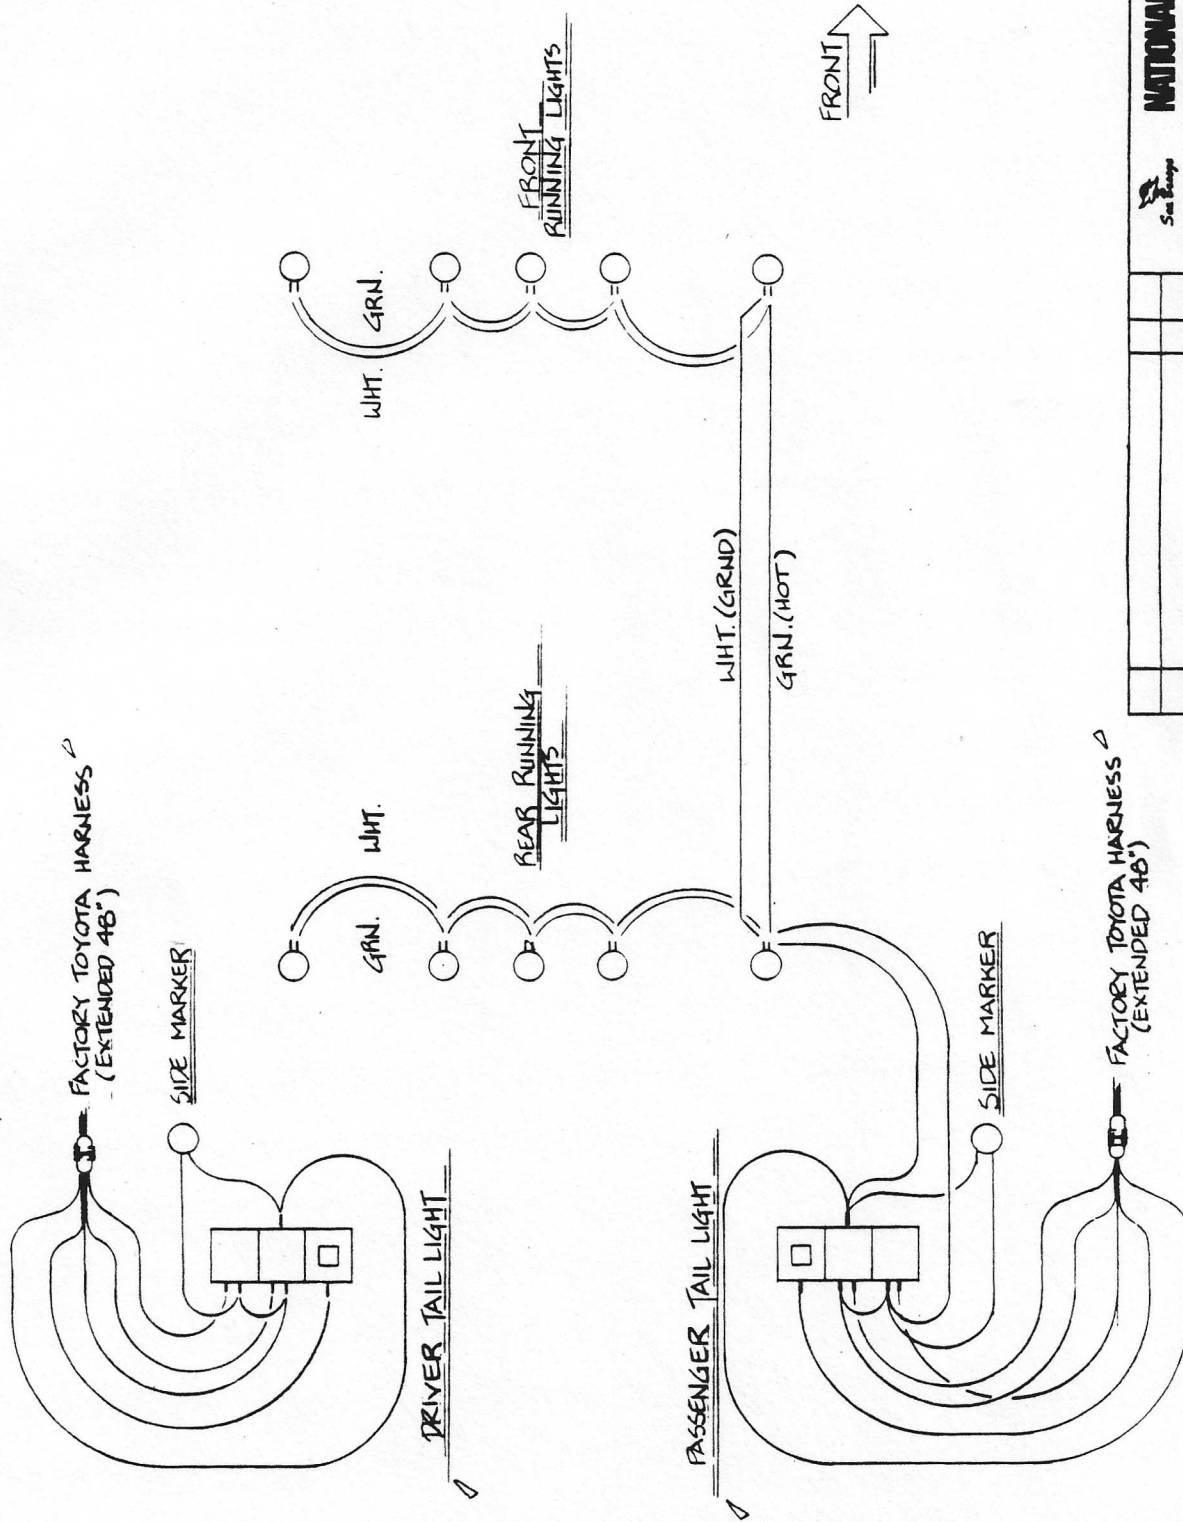 FACTORY TOYOTA HARNESS
(EXTENDED 48")
SIDE MARKER
DRIVER TAIL LIGHT
GRN.
WHT.
REAR RUNNING
LIGHTS
WHT.
GRN.
FRONT
RUNNING LIGHTS
WHT. (GRND)
GRN. (HOT)
FRONT
PASSENGER TAIL LIGHT
SIDE MARKER
FACTORY TOYOTA HARNESS
(EXTENDED 48")
NATIONAL